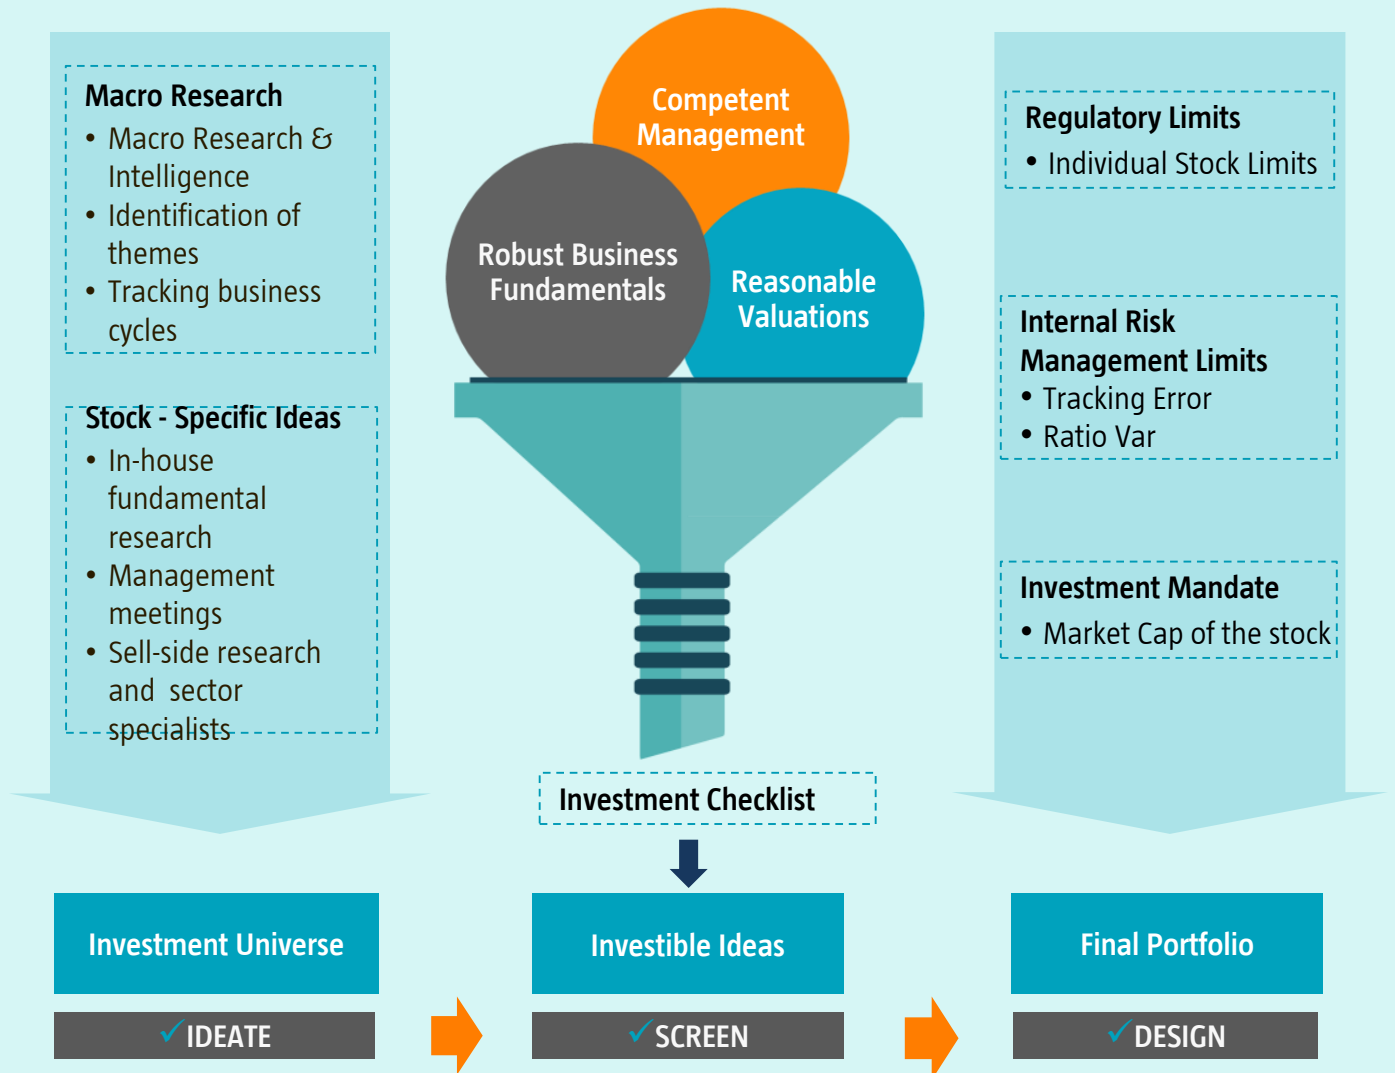 Macro Research
• Macro Research &
Intelligence
• Identification of
themes
• Tracking business
cycles
Stock - Specific Ideas
• In-house
fundamental
research
• Management
meetings
• Sell-side research
and sector
specialists
Competent
Management
Robust Business
Fundamentals
Reasonable
Valuations
Investment Checklist
Regulatory Limits
• Individual Stock Limits
Internal Risk
Management Limits
• Tracking Error
• Ratio Var
Investment Mandate
• Market Cap of the stock
Investment Universe
Investible Ideas
Final Portfolio
✓IDEATE
✓SCREEN
✓DESIGN